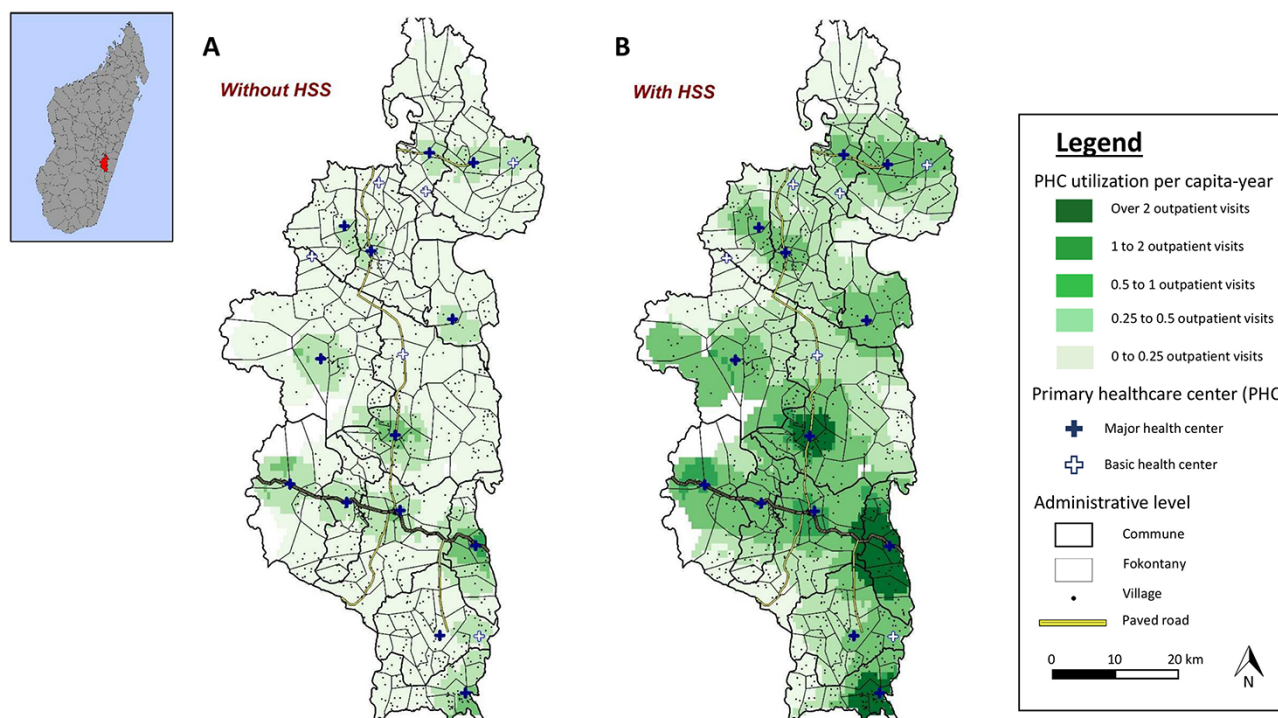 A
Without HSS
B
With HSS
Legend
PHC utilization per capita-year
Over 2 outpatient visits
1 to 2 outpatient visits
0.5 to 1 outpatient visits
0.25 to 0.5 outpatient visits
0 to 0.25 outpatient visits
Primary healthcare center (PHC
Major health center
Basic health center
Administrative level
Commune
Fokontany
Village
Paved road
0 10 20 km
N